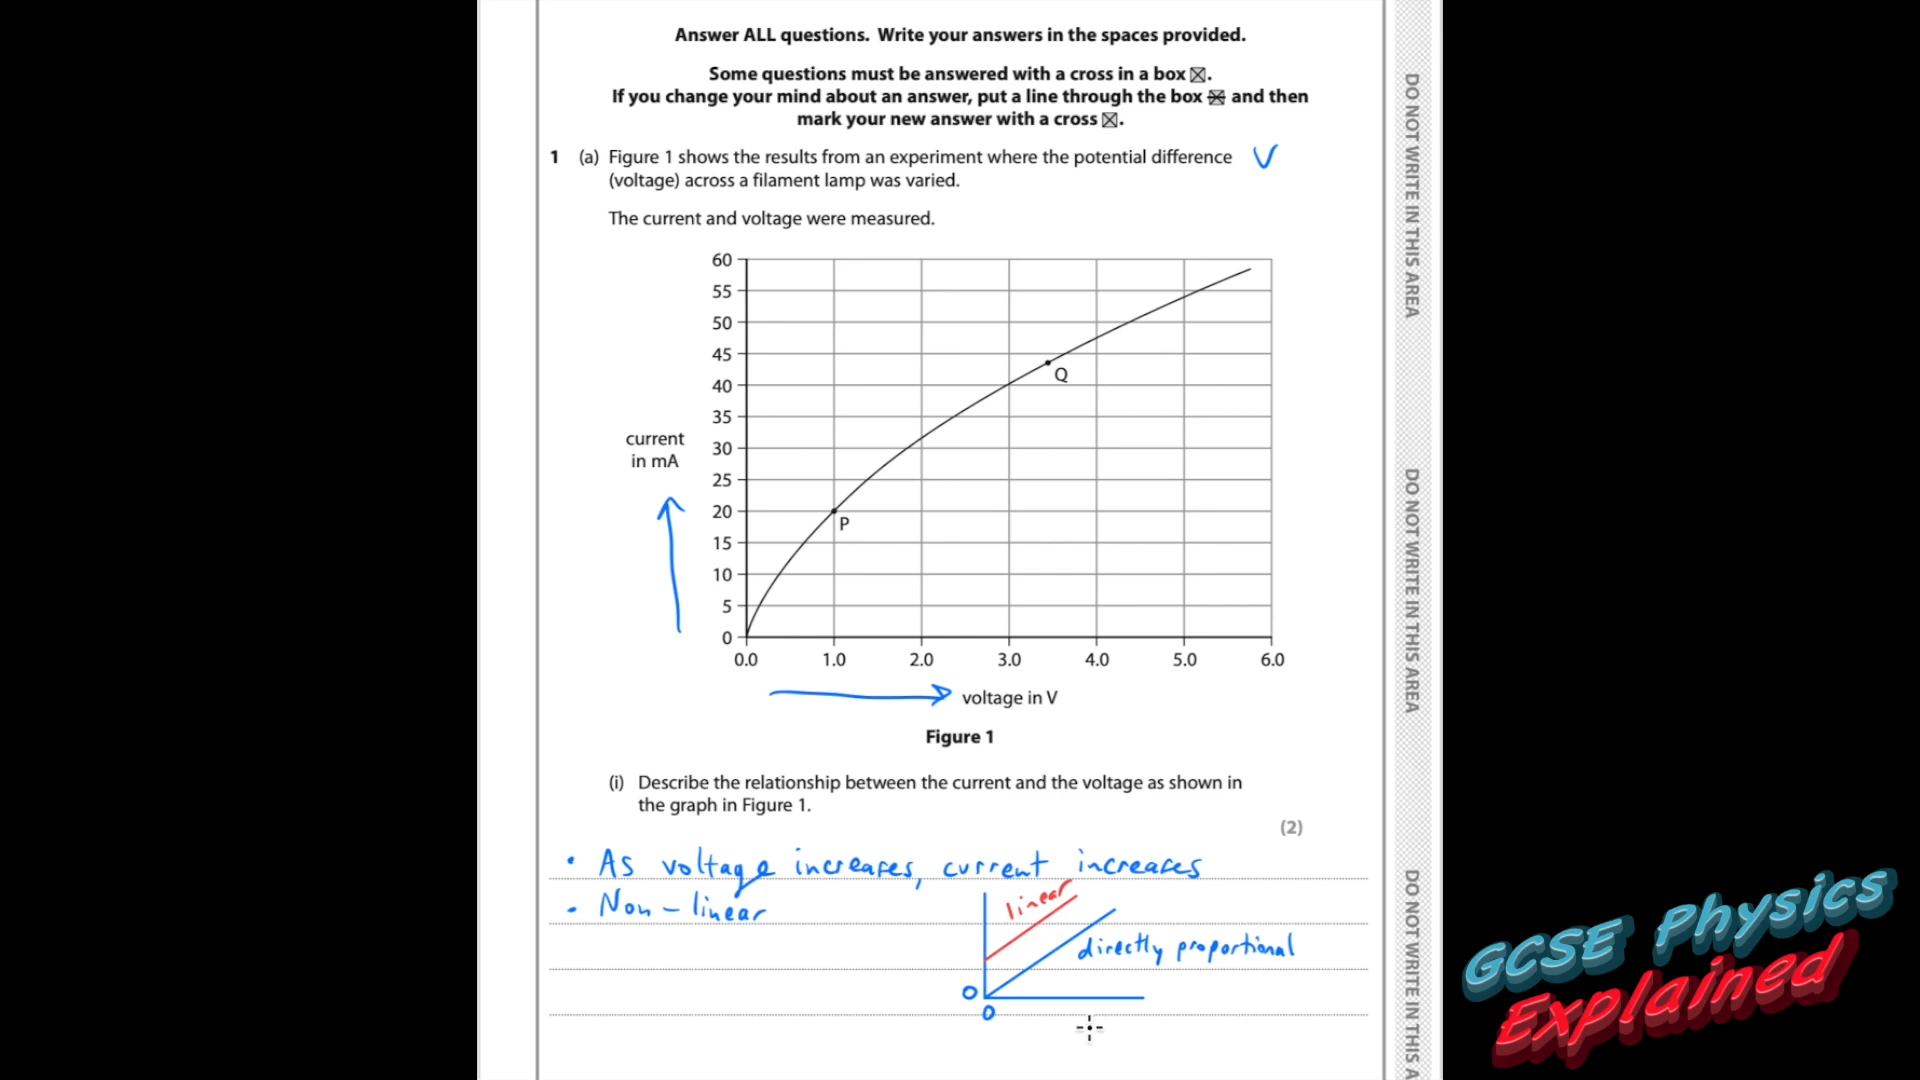 Answer ALL questions. Write your answers in the spaces provided.
Some questions must be answered with a cross in a box ☒.
If you change your mind about an answer, put a line through the box ☒ and then
mark your new answer with a cross ☒.
1 (a) Figure 1 shows the results from an experiment where the potential difference V
(voltage) across a filament lamp was varied.
The current and voltage were measured.
60
55
50
45
40
35
30
25
20
15
10
5
0
current
in mA
P
Q
0.0 1.0 2.0 3.0 4.0 5.0 6.0
voltage in V
Figure 1
(i) Describe the relationship between the current and the voltage as shown in
the graph in Figure 1.
(2)
• As voltage increases, current increases
• Non-linear
linear
directly proportional
0
0
DO NOT WRITE IN THIS AREA
DO NOT WRITE IN THIS AREA
DO NOT WRITE IN THIS A
GCSE Physics
Explained